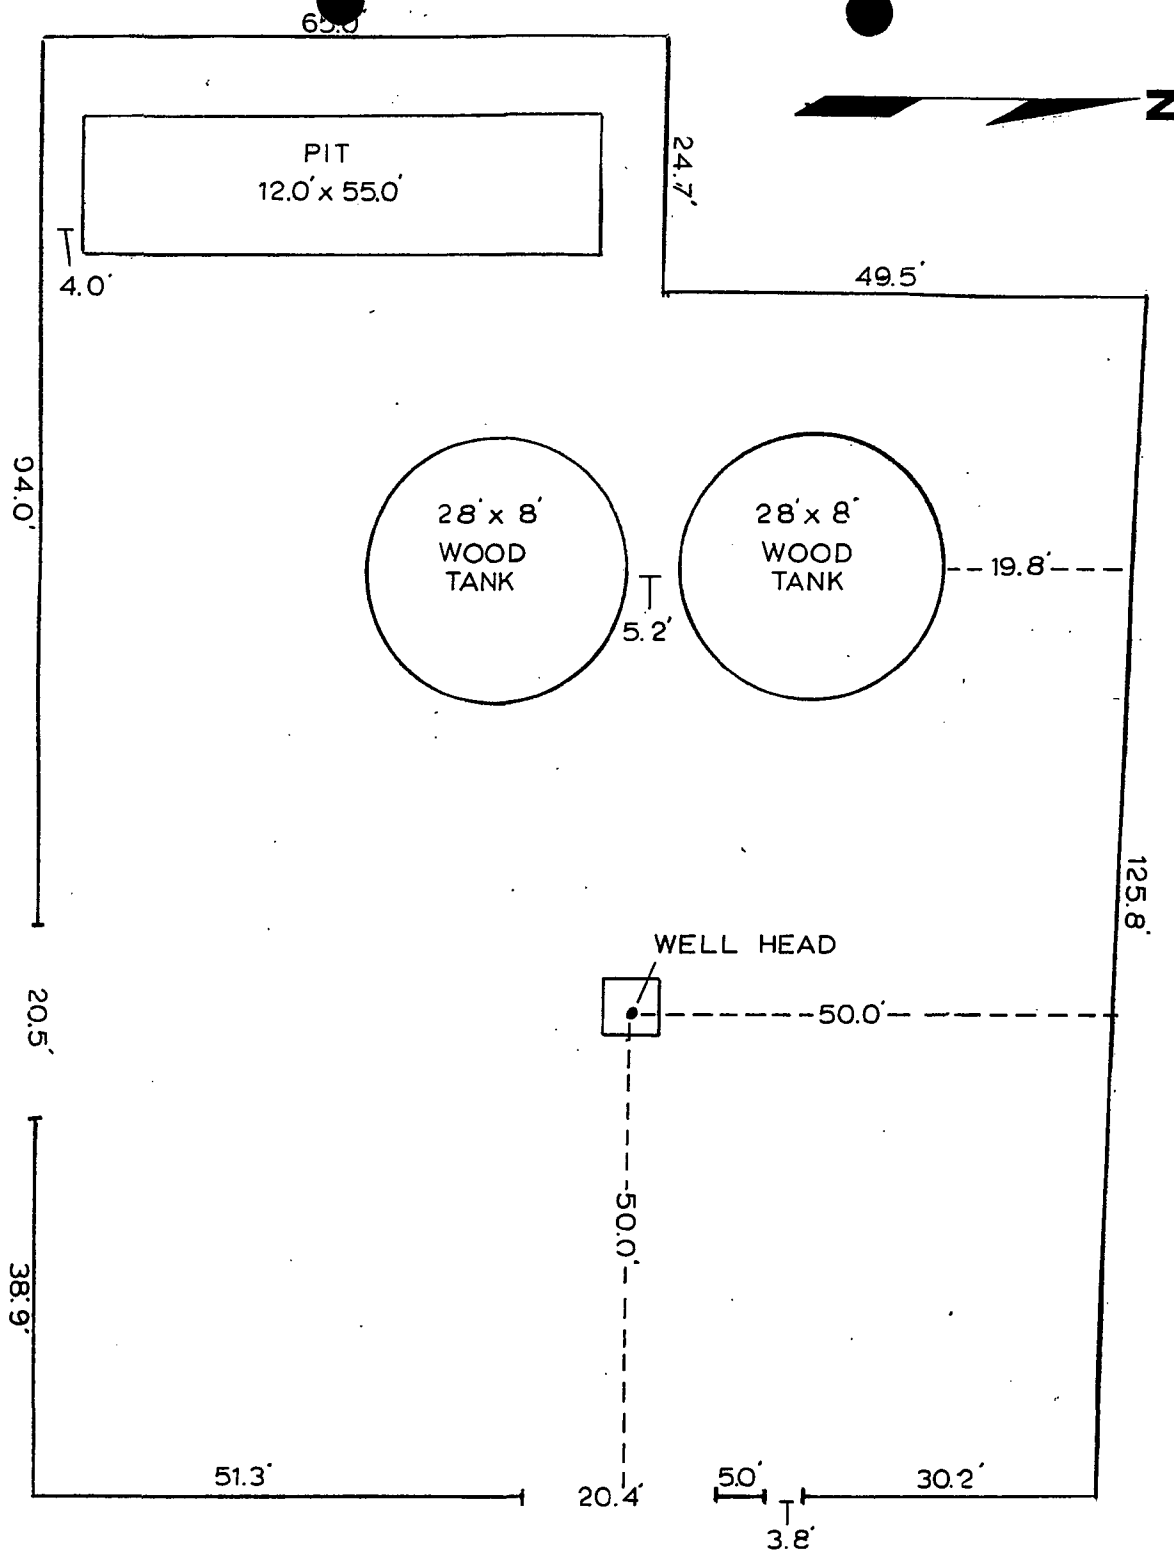 65.0'
N
PIT
12.0' x 55.0'
24.7'
4.0'
49.5'
94.0'
28' x 8'
WOOD
TANK
28' x 8'
WOOD
TANK
19.8'
5.2'
125.8'
WELL HEAD
50.0'
20.5'
50.0'
38.9'
51.3'
20.4'
5.0'
30.2'
3.8'